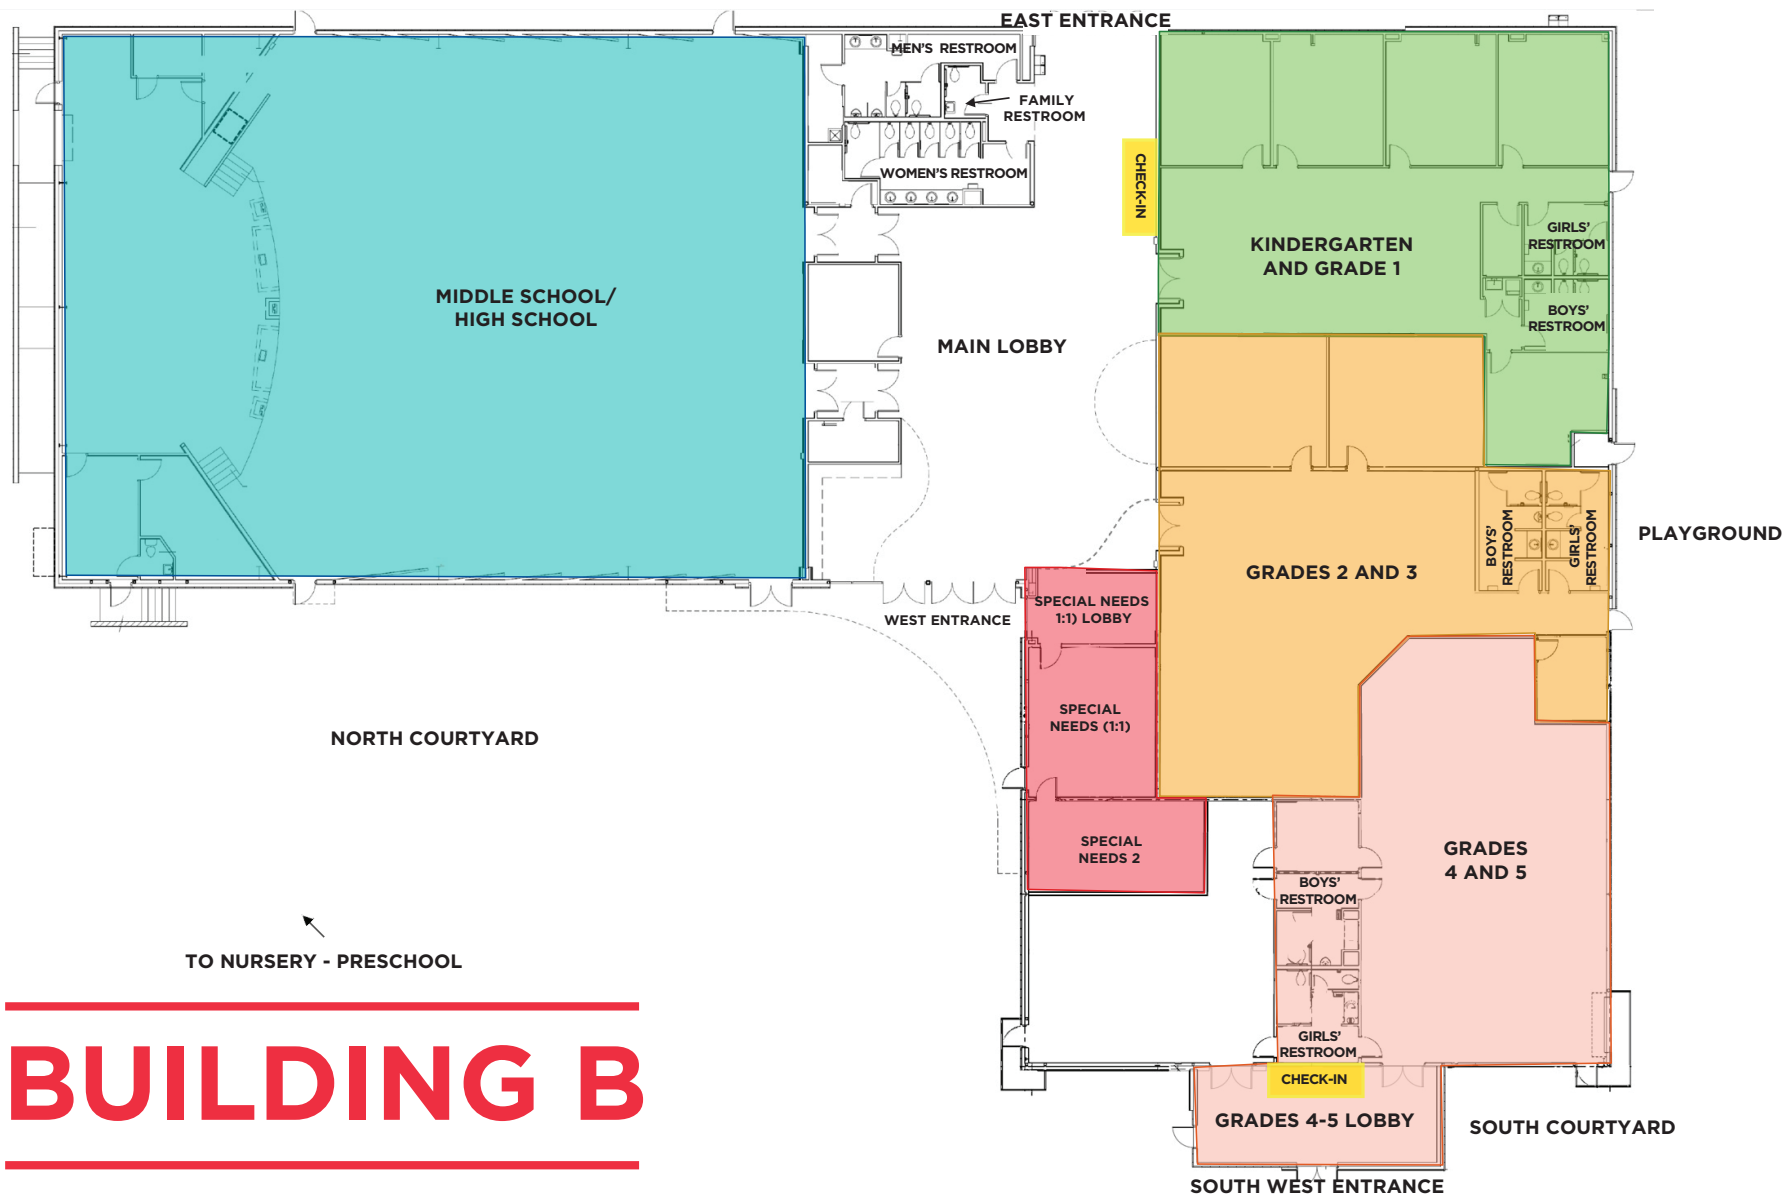 EAST ENTRANCE
MEN'S RESTROOM
FAMILY
RESTROOM
WOMEN'S RESTROOM
CHECK-IN
KINDERGARTEN
AND GRADE 1
GIRLS'
RESTROOM
BOYS'
RESTROOM
MIDDLE SCHOOL/
HIGH SCHOOL
MAIN LOBBY
BOYS'
RESTROOM
GIRLS'
RESTROOM
PLAYGROUND
GRADES 2 AND 3
WEST ENTRANCE
SPECIAL NEEDS
1:1) LOBBY
SPECIAL
NEEDS (1:1)
NORTH COURTYARD
SPECIAL
NEEDS 2
GRADES
4 AND 5
BOYS'
RESTROOM
TO NURSERY - PRESCHOOL
GIRLS'
RESTROOM
CHECK-IN
BUILDING B
GRADES 4-5 LOBBY
SOUTH COURTYARD
SOUTH WEST ENTRANCE